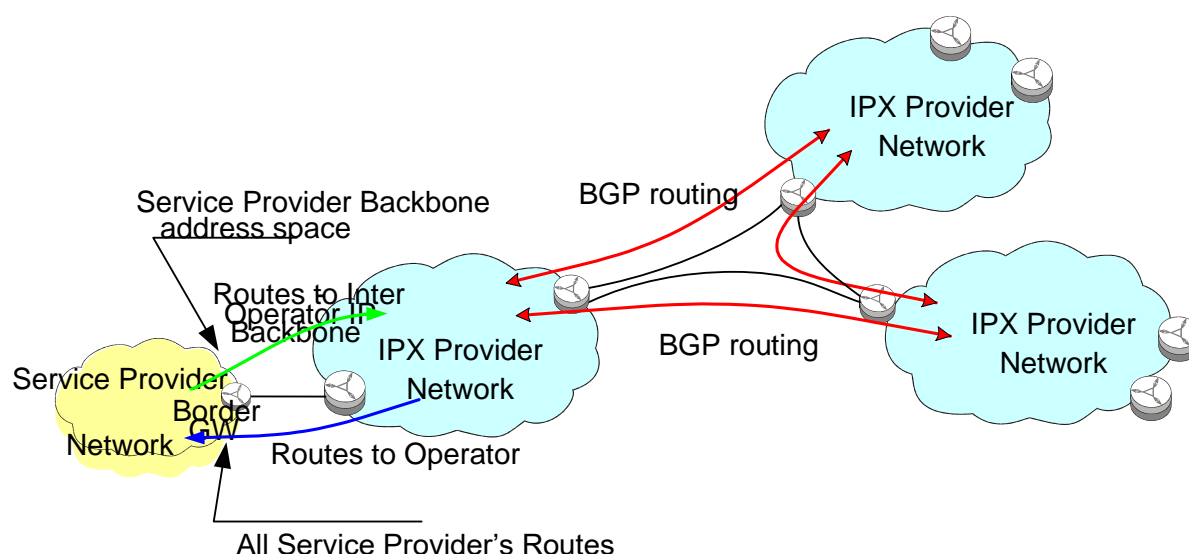 IPX Provider
Network
BGP routing
Service Provider Backbone
address space
Routes to Inter
Operator IP
Backbone
IPX Provider
Network
BGP routing
IPX Provider
Network
Service Provider
Network
Border
GW
Routes to Operator
All Service Provider's Routes